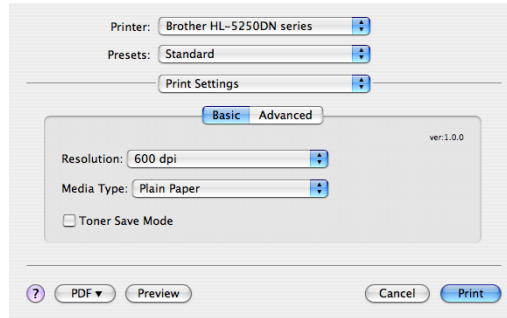 Printer: Brother HL-5250DN series
Presets: Standard
Print Settings
Basic Advanced
ver:1.0.0
Resolution: 600 dpi
Media Type: Plain Paper
Toner Save Mode
? PDF▼ Preview Cancel Print